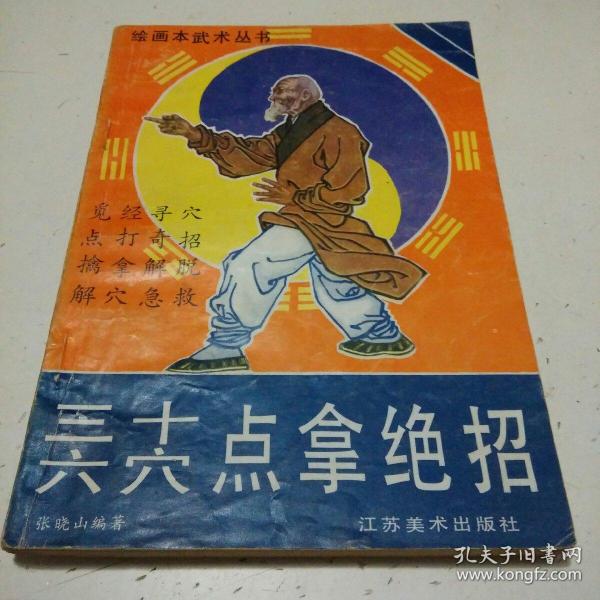 绘画本武术丛书
觅经寻穴
点打奇招
擒拿解脱
解穴急救
三十六穴点拿绝招
张晓山编著
江苏美术出版社
孔夫子旧書网
www.kongfz.com